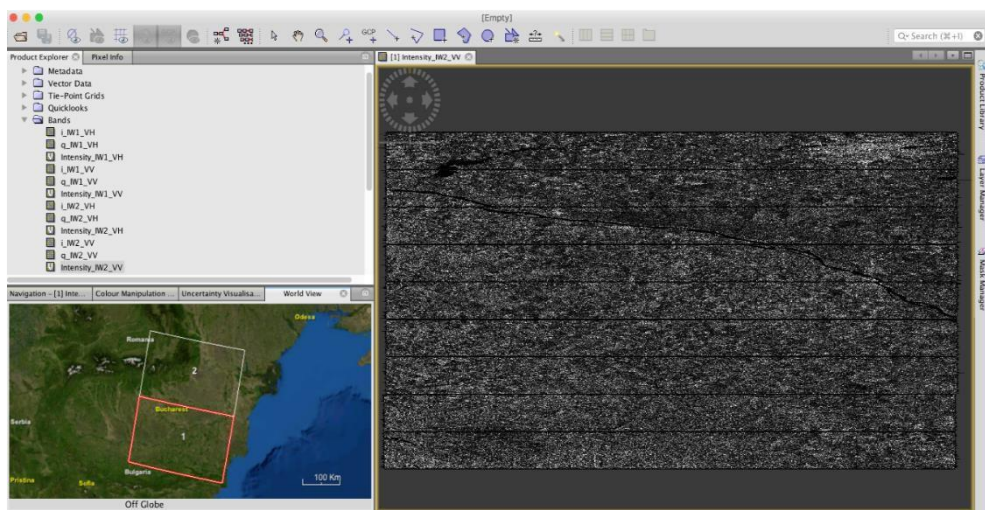 [Empty]
GCP
Search (⌘+I)
Product Explorer Pixel Info
[1] Intensity_IW2_VV
Metadata
Vector Data
Tie-Point Grids
Quicklooks
Bands
i_IW1_VH
q_IW1_VH
Intensity_IW1_VH
i_IW1_VV
q_IW1_VV
Intensity_IW1_VV
i_IW2_VH
q_IW2_VH
Intensity_IW2_VH
i_IW2_VV
q_IW2_VV
Intensity_IW2_VV
Product Library
Layer Manager
Mask Manager
Navigation - [1] Inte... Colour Manipulation ... Uncertainty Visualisa... World View
Odesa
Romania
2
Bucharest
Serbia
1
Bulgaria
Pristina
Sofia
100 Km
Off Globe